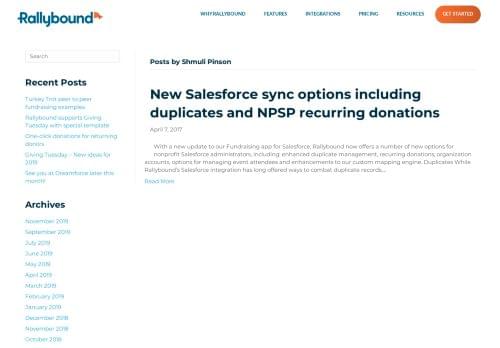 Rallybound
WHY RALLYBOUND
FEATURES
INTEGRATIONS
PRICING
RESOURCES
GET STARTED
Search
Recent Posts
Turkey Trot peer to peer
fundraising examples
Rallybound supports Giving
Tuesday with special template
One-click donations for returning
donors
Giving Tuesday – New ideas for
2019
See you at Dreamforce later this
month!
Archives
November 2019
September 2019
July 2019
June 2019
May 2019
April 2019
March 2019
February 2019
January 2019
December 2018
November 2018
October 2018
Posts by Shmuli Pinson
New Salesforce sync options including
duplicates and NPSP recurring donations
April 7, 2017
With a new update to our Fundraising app for Salesforce, Rallybound now offers a number of new options for
nonprofit Salesforce administrators, including: enhanced duplicate management, recurring donations, organization
accounts, options for managing event attendees and enhancements to our custom mapping engine. Duplicates While
Rallybound's Salesforce integration has long offered ways to combat duplicate records,...
Read More